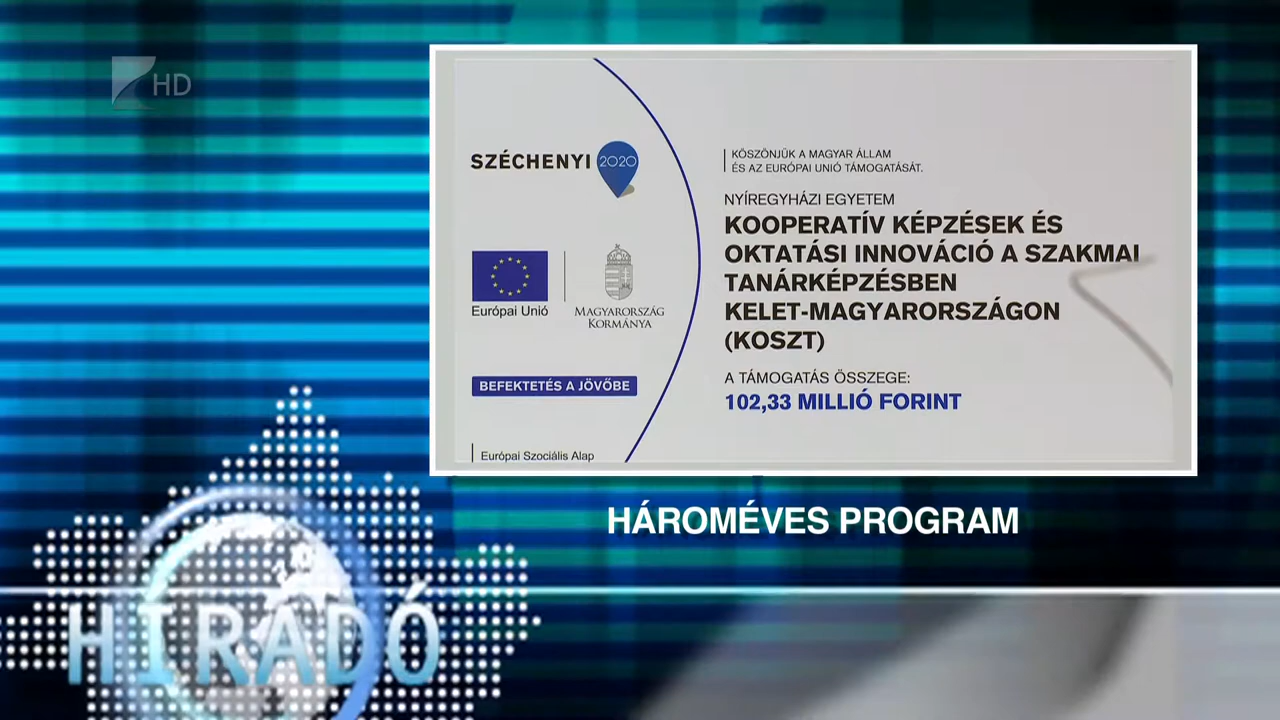 HD
SZÉCHENYI 2020
Európai Unió
MAGYARORSZÁG
KORMÁNYA
BEFEKTETÉS A JÖVŐBE
Európai Szociális Alap
KÖSZÖNJÜK A MAGYAR ÁLLAM
ÉS AZ EURÓPAI UNIÓ TÁMOGATÁSÁT.
NYÍREGYHÁZI EGYETEM
KOOPERATÍV KÉPZÉSEK ÉS
OKTATÁSI INNOVÁCIÓ A SZAKMAI
TANÁRKÉPZÉSBEN
KELET-MAGYARORSZÁGON
(KOSZT)
A TÁMOGATÁS ÖSSZEGE:
102,33 MILLIÓ FORINT
HÁROMÉVES PROGRAM
HÍRADÓ